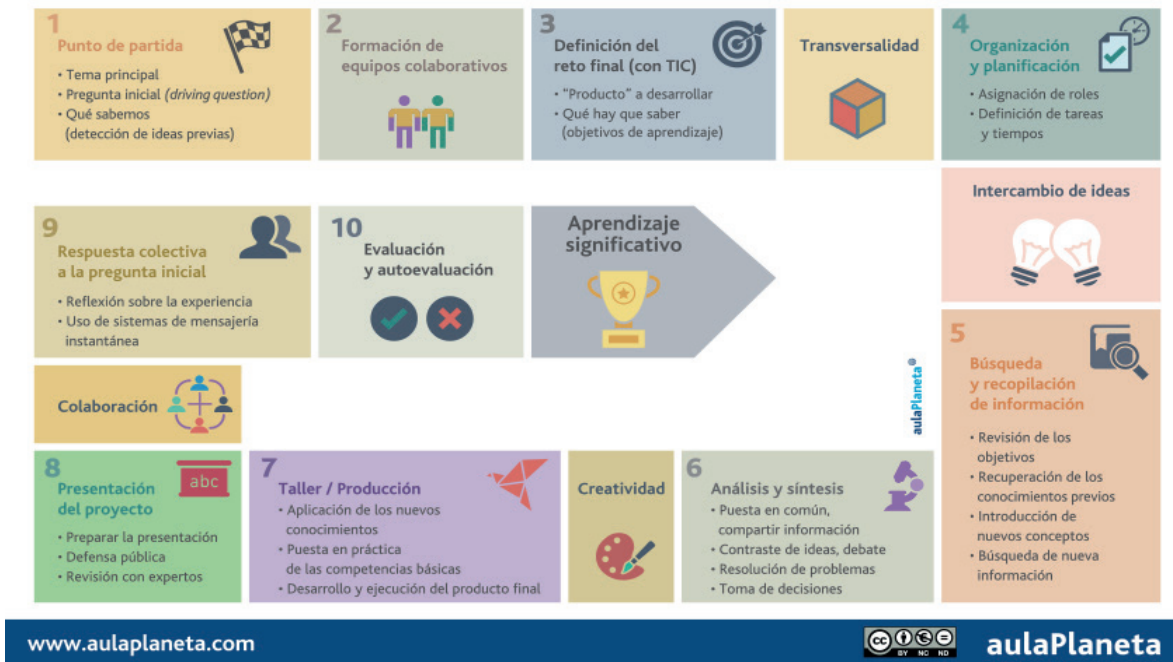 1
Punto de partida
• Tema principal
• Pregunta inicial (driving question)
• Qué sabemos
(detección de ideas previas)
2
Formación de
equipos colaborativos
3
Definición del
reto final (con TIC)
• "Producto" a desarrollar
• Qué hay que saber
(objetivos de aprendizaje)
Transversalidad
4
Organización
y planificación
• Asignación de roles
• Definición de tareas
y tiempos
Intercambio de ideas
5
Búsqueda
y recopilación
de información
• Revisión de los
objetivos
• Recuperación de los
conocimientos previos
• Introducción de
nuevos conceptos
• Búsqueda de nueva
información
6
Análisis y síntesis
• Puesta en común,
compartir información
• Contraste de ideas, debate
• Resolución de problemas
• Toma de decisiones
Creatividad
7
Taller / Producción
• Aplicación de los nuevos
conocimientos
• Puesta en práctica
de las competencias básicas
• Desarrollo y ejecución del producto final
8
abc
Presentación
del proyecto
• Preparar la presentación
• Defensa pública
• Revisión con expertos
Colaboración
9
Respuesta colectiva
a la pregunta inicial
• Reflexión sobre la experiencia
• Uso de sistemas de mensajería
instantánea
10
Evaluación
y autoevaluación
Aprendizaje
significativo
aulaPlaneta®
www.aulaplaneta.com
cc
BY NC ND
aulaPlaneta